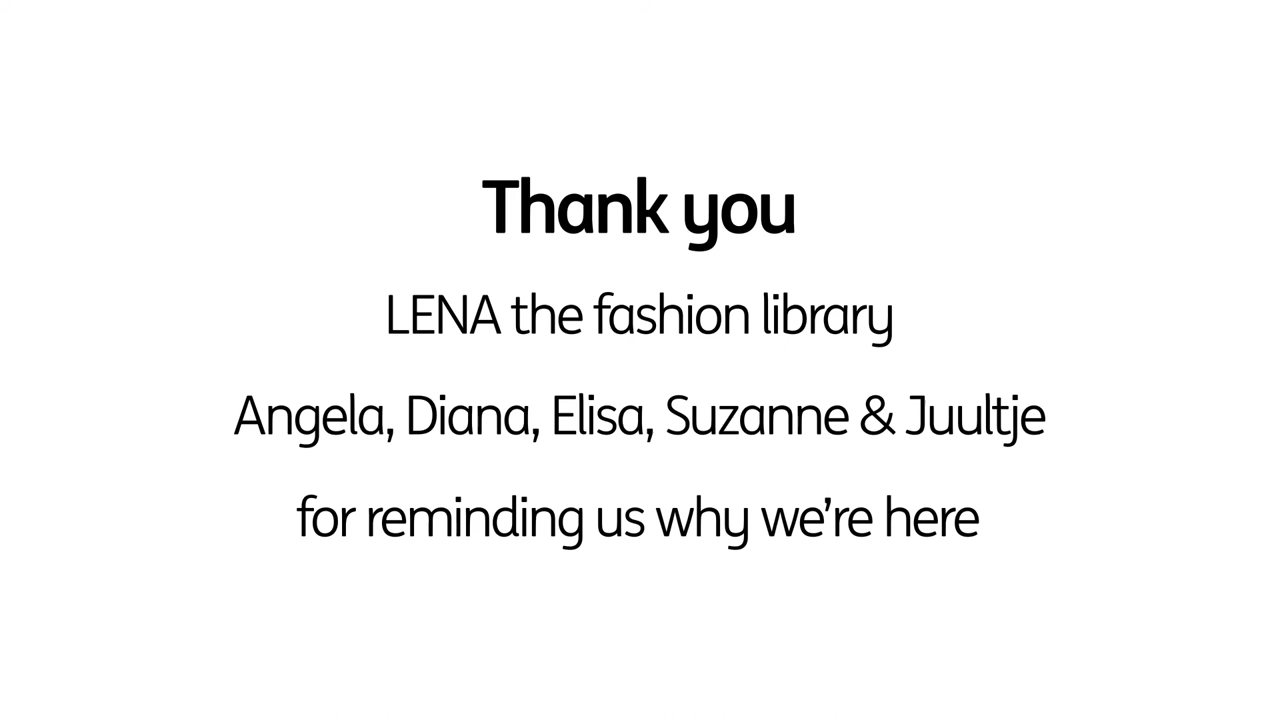 Thank you
LENA the fashion library
Angela, Diana, Elisa, Suzanne & Juultje
for reminding us why we’re here